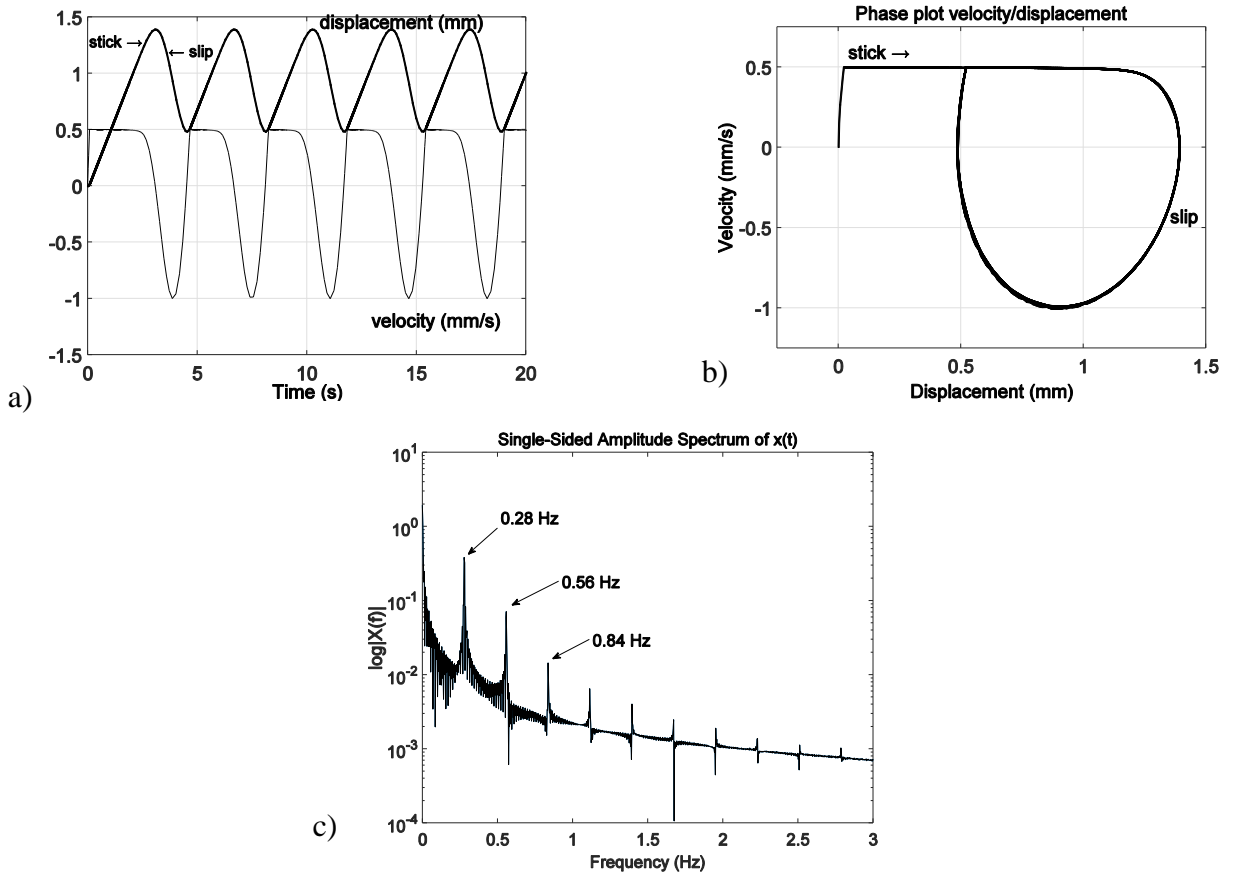 displacement (mm)
stick →
← slip
1.5
1
0.5
0
-0.5
-1
-1.5
velocity (mm/s)
0 5 10 15 20
Time (s)
a)
Phase plot velocity/displacement
stick →
0.5
0
-0.5
-1
Velocity (mm/s)
slip
0 0.5 1 1.5
Displacement (mm)
b)
Single-Sided Amplitude Spectrum of x(t)
10^1
10^0
10^-1
10^-2
10^-3
10^-4
log|X(f)|
0.28 Hz
0.56 Hz
0.84 Hz
0 0.5 1 1.5 2 2.5 3
Frequency (Hz)
c)